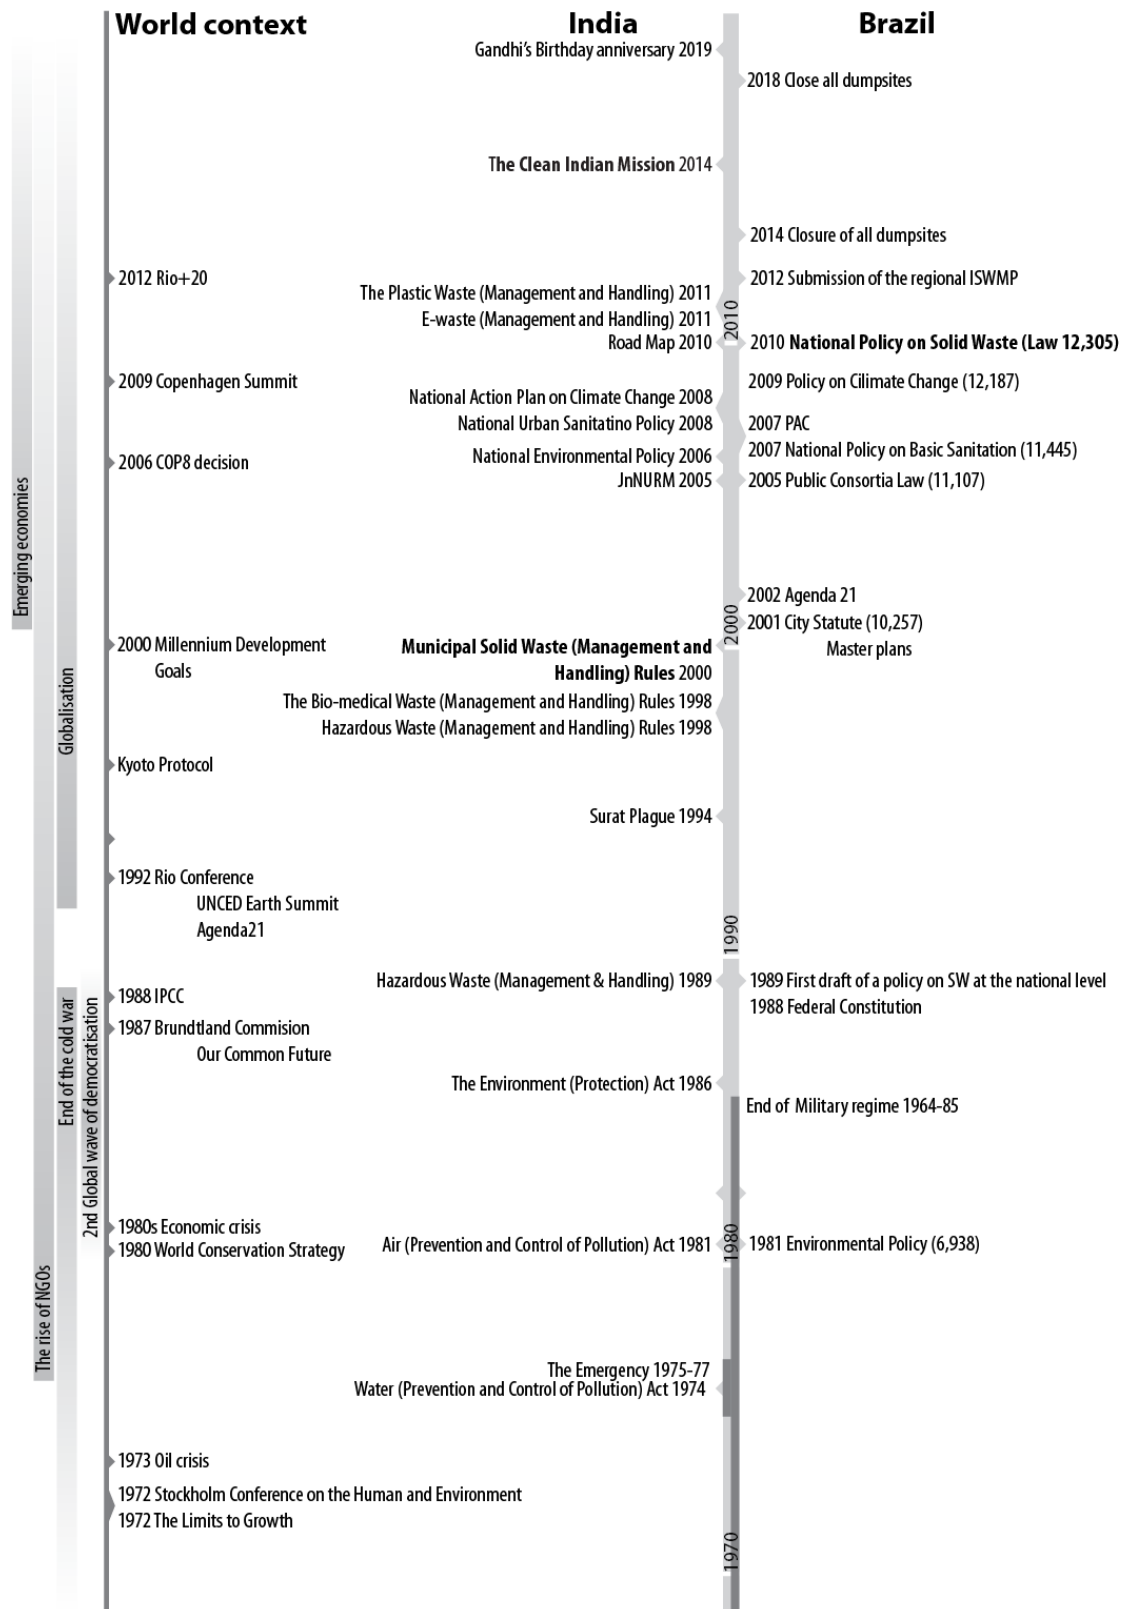 World context
India
Brazil
Gandhi's Birthday anniversary 2019
2018 Close all dumpsites
The Clean Indian Mission 2014
2014 Closure of all dumpsites
2012 Rio+20
2012 Submission of the regional ISWMP
The Plastic Waste (Management and Handling) 2011
E-waste (Management and Handling) 2011
2010
Road Map 2010
2010 National Policy on Solid Waste (Law 12,305)
2009 Copenhagen Summit
2009 Policy on Cilimate Change (12,187)
National Action Plan on Climate Change 2008
National Urban Sanitatino Policy 2008
2007 PAC
2007 National Policy on Basic Sanitation (11,445)
2006 COP8 decision
National Environmental Policy 2006
JnNURM 2005
2005 Public Consortia Law (11,107)
Emerging economies
2002 Agenda 21
2000
2001 City Statute (10,257)
Master plans
2000 Millennium Development
Goals
Municipal Solid Waste (Management and
Handling) Rules 2000
The Bio-medical Waste (Management and Handling) Rules 1998
Hazardous Waste (Management and Handling) Rules 1998
Globalisation
Kyoto Protocol
Surat Plague 1994
1992 Rio Conference
UNCED Earth Summit
Agenda21
1990
Hazardous Waste (Management & Handling) 1989
1989 First draft of a policy on SW at the national level
1988 Federal Constitution
1988 IPCC
1987 Brundtland Commision
Our Common Future
End of the cold war
2nd Global wave of democratisation
The Environment (Protection) Act 1986
End of Military regime 1964-85
1980s Economic crisis
1980 World Conservation Strategy
Air (Prevention and Control of Pollution) Act 1981
1980
1981 Environmental Policy (6,938)
The rise of NGOs
The Emergency 1975-77
Water (Prevention and Control of Pollution) Act 1974
1973 Oil crisis
1972 Stockholm Conference on the Human and Environment
1972 The Limits to Growth
1970